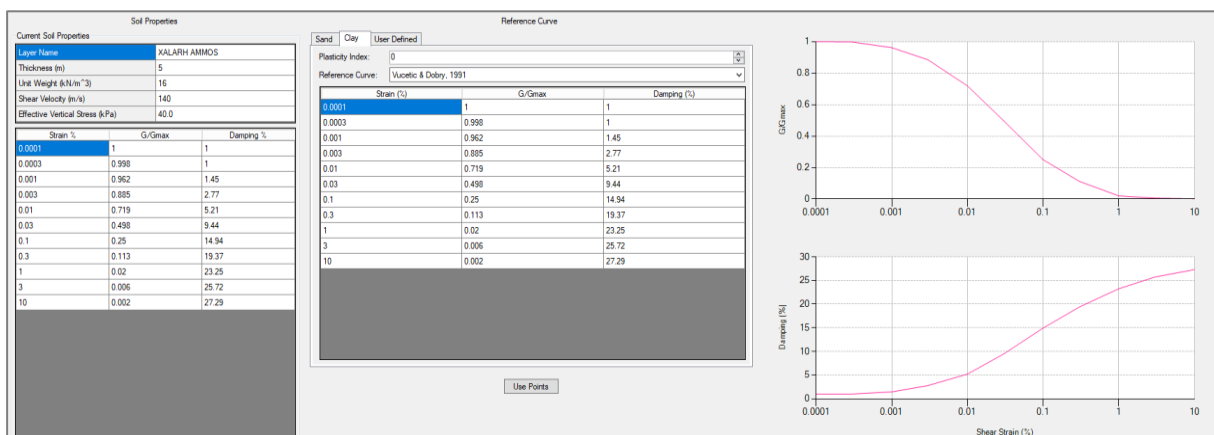 Soil Properties
Current Soil Properties
Layer Name XALARH AMMOS
Thickness (m) 5
Unit Weight (kN/m^3) 16
Shear Velocity (m/s) 140
Effective Vertical Stress (kPa) 40.0
Strain % G/Gmax Damping %
0.0001 1 1
0.0003 0.998 1
0.001 0.962 1.45
0.003 0.885 2.77
0.01 0.719 5.21
0.03 0.498 9.44
0.1 0.25 14.94
0.3 0.113 19.37
1 0.02 23.25
3 0.006 25.72
10 0.002 27.29
Reference Curve
Sand Clay User Defined
Plasticity Index: 0
Reference Curve: Vucetic & Dobry, 1991
Strain (%) G/Gmax Damping (%)
0.0001 1 1
0.0003 0.998 1
0.001 0.962 1.45
0.003 0.885 2.77
0.01 0.719 5.21
0.03 0.498 9.44
0.1 0.25 14.94
0.3 0.113 19.37
1 0.02 23.25
3 0.006 25.72
10 0.002 27.29
Use Points
G/Gmax
1
0.8
0.6
0.4
0.2
0
0.0001 0.001 0.01 0.1 1 10
Damping (%)
30
25
20
15
10
5
0
0.0001 0.001 0.01 0.1 1 10
Shear Strain (%)